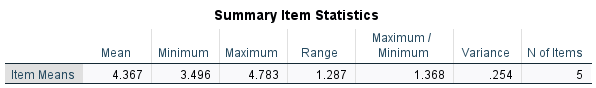 Summary Item Statistics
Mean Minimum Maximum Range Maximum / Minimum Variance N of Items
Item Means 4.367 3.496 4.783 1.287 1.368 .254 5